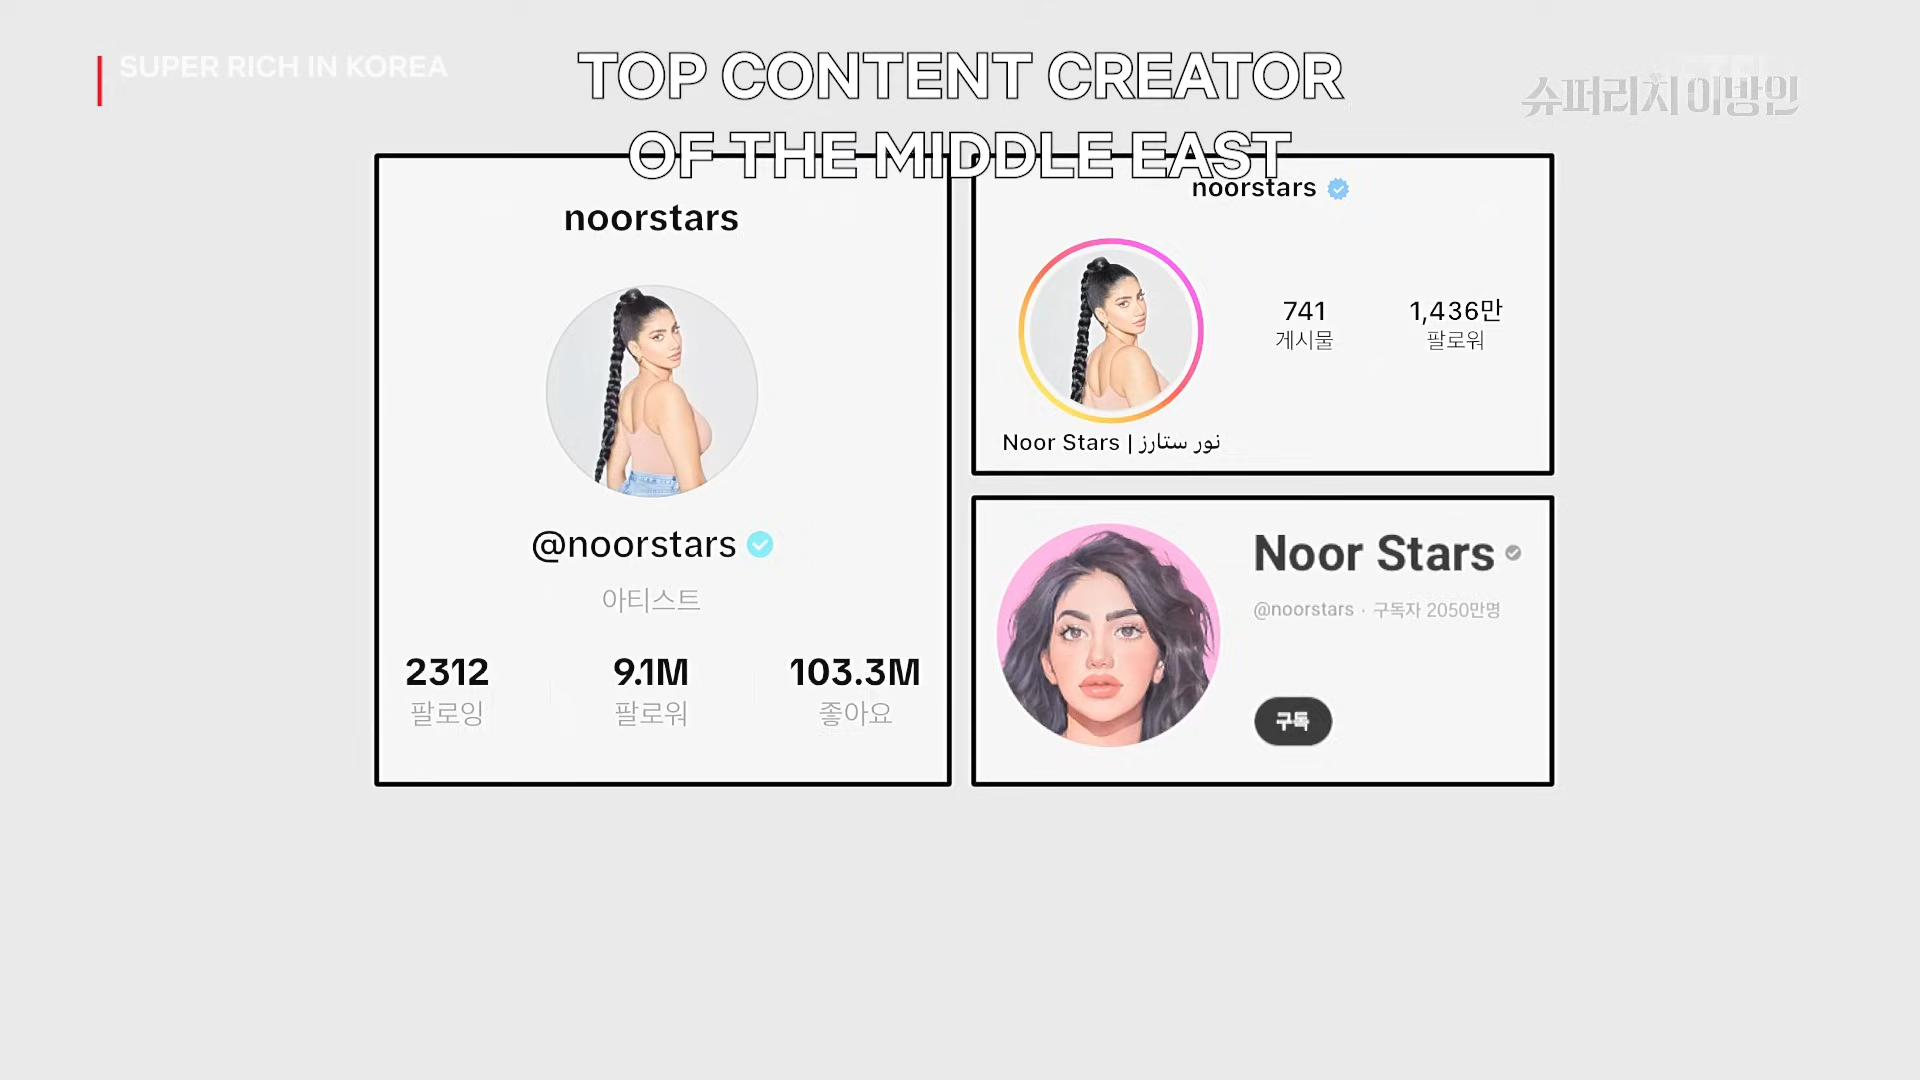 SUPER RICH IN KOREA
TOP CONTENT CREATOR
OF THE MIDDLE EAST
슈퍼리치 이방인
noorstars
@noorstars
아티스트
2312
팔로잉
9.1M
팔로워
103.3M
좋아요
noorstars
741
게시물
1,436만
팔로워
Noor Stars | نور ستارز
Noor Stars
@noorstars · 구독자 2050만명
구독